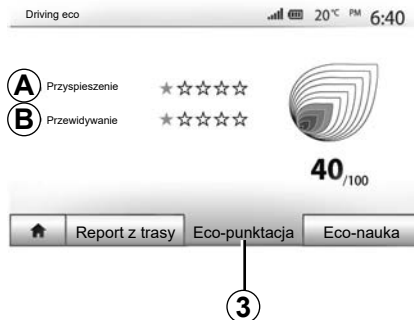 Driving eco 20°C PM 6:40
A Przyspieszenie
B Przewidywanie
40/100
Report z trasy Eco-punktacja Eco-nauka
3